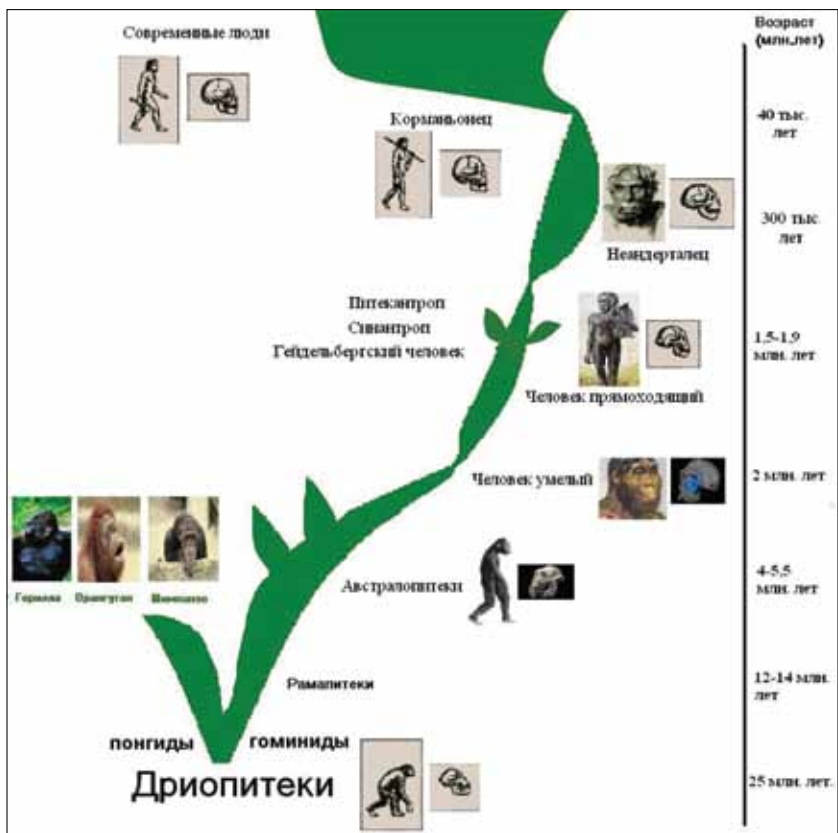 Современные люди
Возраст
(млн.лет)
40 тыс.
лет
Корманьонец
300 тыс.
лет
Неандерталец
Питекантроп
Синантроп
Гейдельбергский человек
1,5-1,9
млн. лет
Человек прямоходящий
Человек умелый
2 млн. лет
Австралопитеки
4-5,5
млн. лет
Горилла
Орангутан
Шимпанзе
Рамапитеки
12-14 млн.
лет
понгиды
гоминиды
Дриопитеки
25 млн. лет.